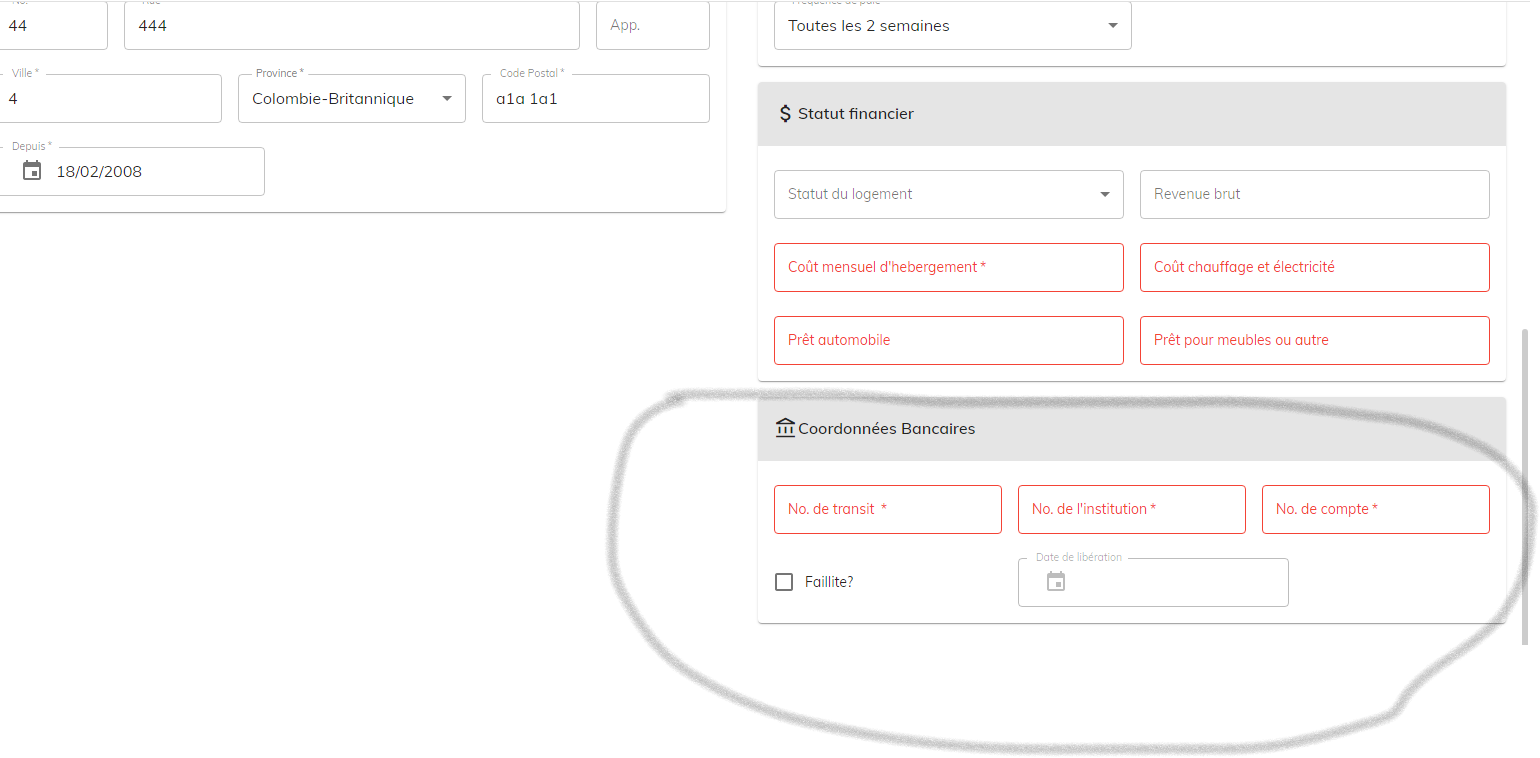 44
444
App.
Ville *
4
Province *
Colombie-Britannique
Code Postal *
a1a 1a1
Depuis *
18/02/2008
Toutes les 2 semaines
Statut financier
Statut du logement
Revenue brut
Coût mensuel d'hebergement *
Coût chauffage et électricité
Prêt automobile
Prêt pour meubles ou autre
Coordonnées Bancaires
No. de transit *
No. de l'institution *
No. de compte *
Faillite?
Date de libération